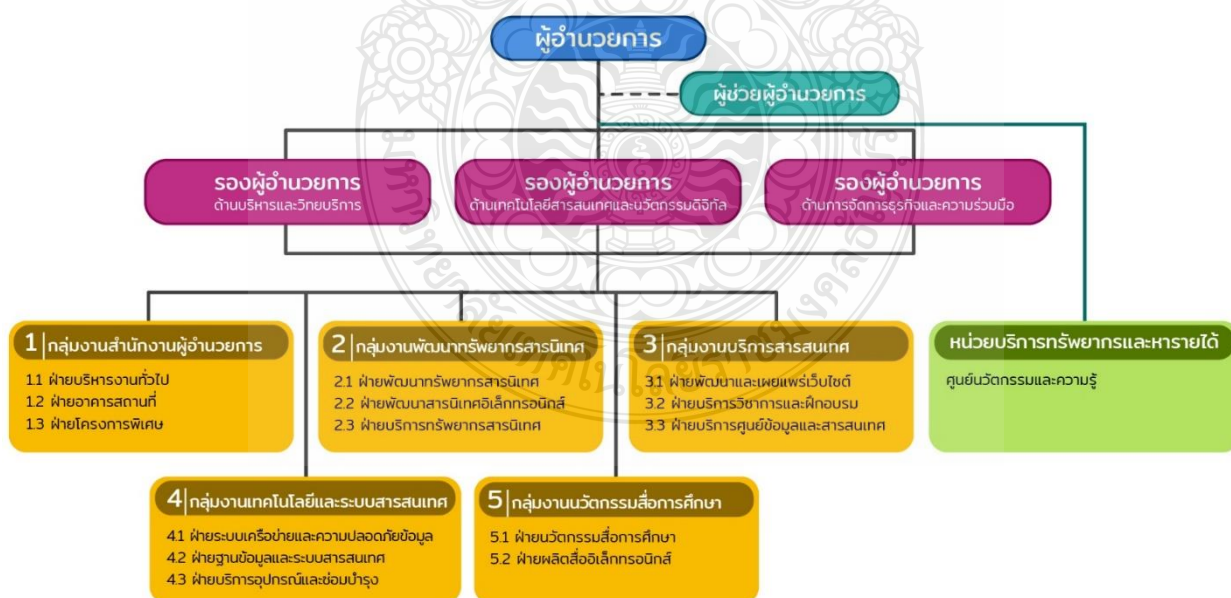 ผู้อำนวยการ
ผู้ช่วยผู้อำนวยการ
รองผู้อำนวยการ
ด้านบริหารและวิทยบริการ
รองผู้อำนวยการ
ด้านเทคโนโลยีสารสนเทศและนวัตกรรมดิจิทัล
รองผู้อำนวยการ
ด้านการจัดการธุรกิจและความร่วมมือ
1 กลุ่มงานสำนักงานผู้อำนวยการ
1.1 ฝ่ายบริหารงานทั่วไป
1.2 ฝ่ายอาคารสถานที่
1.3 ฝ่ายโครงการพิเศษ
2 กลุ่มงานพัฒนาทรัพยากรสารนิเทศ
2.1 ฝ่ายพัฒนาทรัพยากรสารนิเทศ
2.2 ฝ่ายพัฒนาสารนิเทศอิเล็กทรอนิกส์
2.3 ฝ่ายบริการทรัพยากรสารนิเทศ
3 กลุ่มงานบริการสารสนเทศ
3.1 ฝ่ายพัฒนาและเผยแพร่เว็บไซต์
3.2 ฝ่ายบริการวิชาการและฝึกอบรม
3.3 ฝ่ายบริการศูนย์ข้อมูลและสารสนเทศ
หน่วยบริการทรัพยากรและหารายได้
ศูนย์นวัตกรรมและความรู้
4 กลุ่มงานเทคโนโลยีและระบบสารสนเทศ
4.1 ฝ่ายระบบเครือข่ายและความปลอดภัยข้อมูล
4.2 ฝ่ายฐานข้อมูลและระบบสารสนเทศ
4.3 ฝ่ายบริการอุปกรณ์และซ่อมบำรุง
5 กลุ่มงานนวัตกรรมสื่อการศึกษา
5.1 ฝ่ายนวัตกรรมสื่อการศึกษา
5.2 ฝ่ายผลิตสื่ออิเล็กทรอนิกส์
มหาวิทยาลัยเทคโนโลยีราชมงคลธัญบุรี